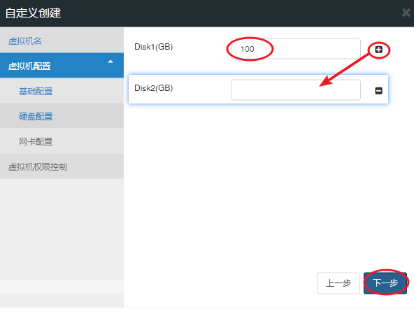 自定义创建
虚拟机名
虚拟机配置
基础配置
硬盘配置
网卡配置
虚拟机权限控制
Disk1(GB)
100
Disk2(GB)
上一步
下一步